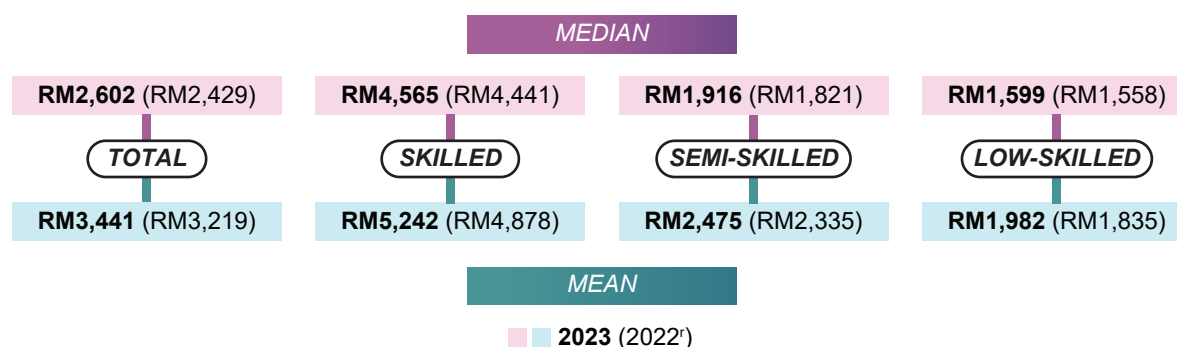 MEDIAN
RM2,602 (RM2,429) RM4,565 (RM4,441) RM1,916 (RM1,821) RM1,599 (RM1,558)
TOTAL SKILLED SEMI-SKILLED LOW-SKILLED
RM3,441 (RM3,219) RM5,242 (RM4,878) RM2,475 (RM2,335) RM1,982 (RM1,835)
MEAN
2023 (2022ʳ)